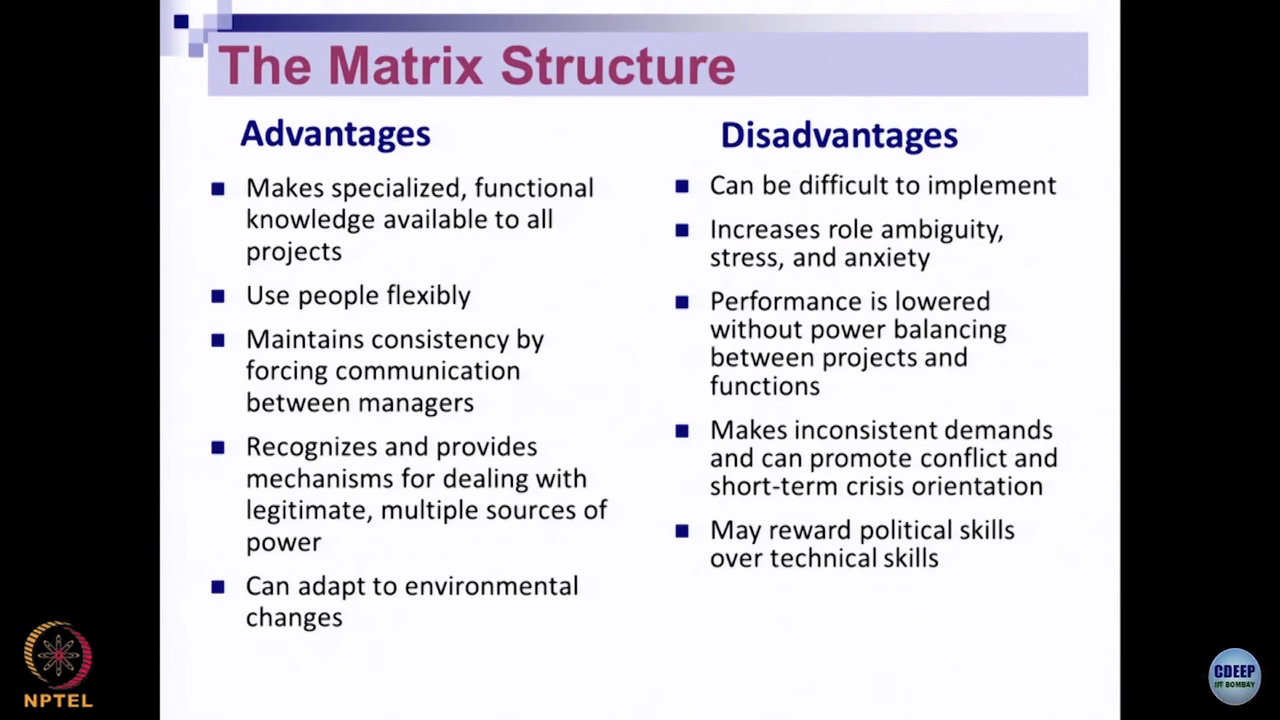 The Matrix Structure
Advantages
Makes specialized, functional
knowledge available to all
projects
Use people flexibly
Maintains consistency by
forcing communication
between managers
Recognizes and provides
mechanisms for dealing with
legitimate, multiple sources of
power
Can adapt to environmental
changes
Disadvantages
Can be difficult to implement
Increases role ambiguity,
stress, and anxiety
Performance is lowered
without power balancing
between projects and
functions
Makes inconsistent demands
and can promote conflict and
short-term crisis orientation
May reward political skills
over technical skills
NPTEL
CDEEP
IIT BOMBAY